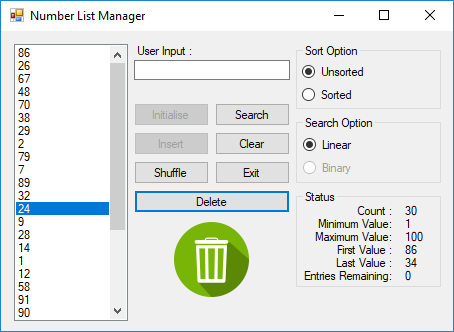 Number List Manager
86
26
67
48
70
38
29
2
79
7
89
32
24
9
28
14
1
12
58
91
90
User Input :
Initialise
Search
Insert
Clear
Shuffle
Exit
Delete
Sort Option
Unsorted
Sorted
Search Option
Linear
Binary
Status
Count : 30
Minimum Value: 1
Maximum Value: 100
First Value : 86
Last Value : 34
Entries Remaining: 0